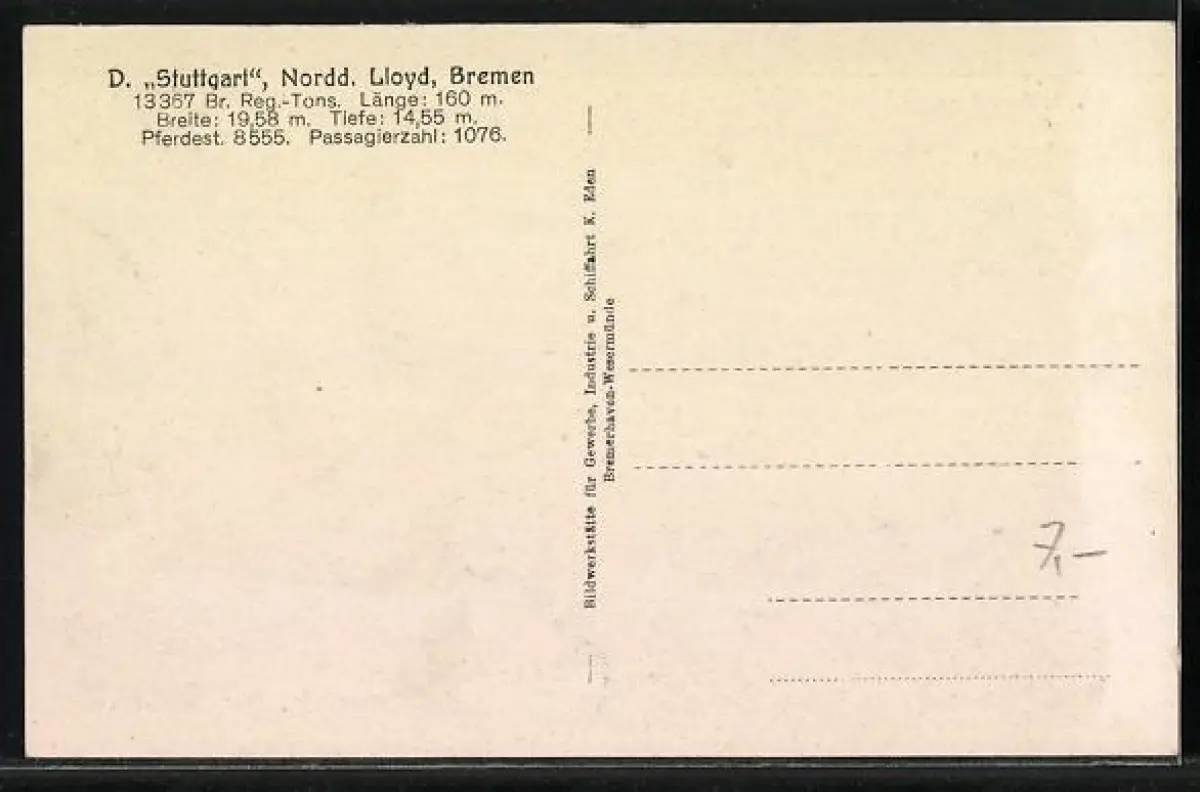 D. „Stuttgart“, Nordd. Lloyd, Bremen
13367 Br. Reg.-Tons. Länge: 160 m.
Breite: 19,58 m. Tiefe: 14,55 m.
Pferdest. 8555. Passagierzahl: 1076.
Bildwerkstätte für Gewerbe, Industrie u. Schiffahrt K. Eden
Bremerhaven-Wesermünde
7,—